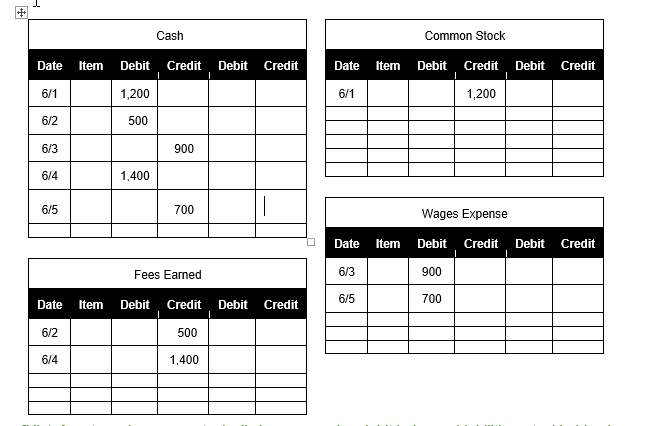 Cash
Date Item Debit Credit Debit Credit
6/1 1,200
6/2 500
6/3 900
6/4 1,400
6/5 700
Common Stock
Date Item Debit Credit Debit Credit
6/1 1,200
Fees Earned
Date Item Debit Credit Debit Credit
6/2 500
6/4 1,400
Wages Expense
Date Item Debit Credit Debit Credit
6/3 900
6/5 700